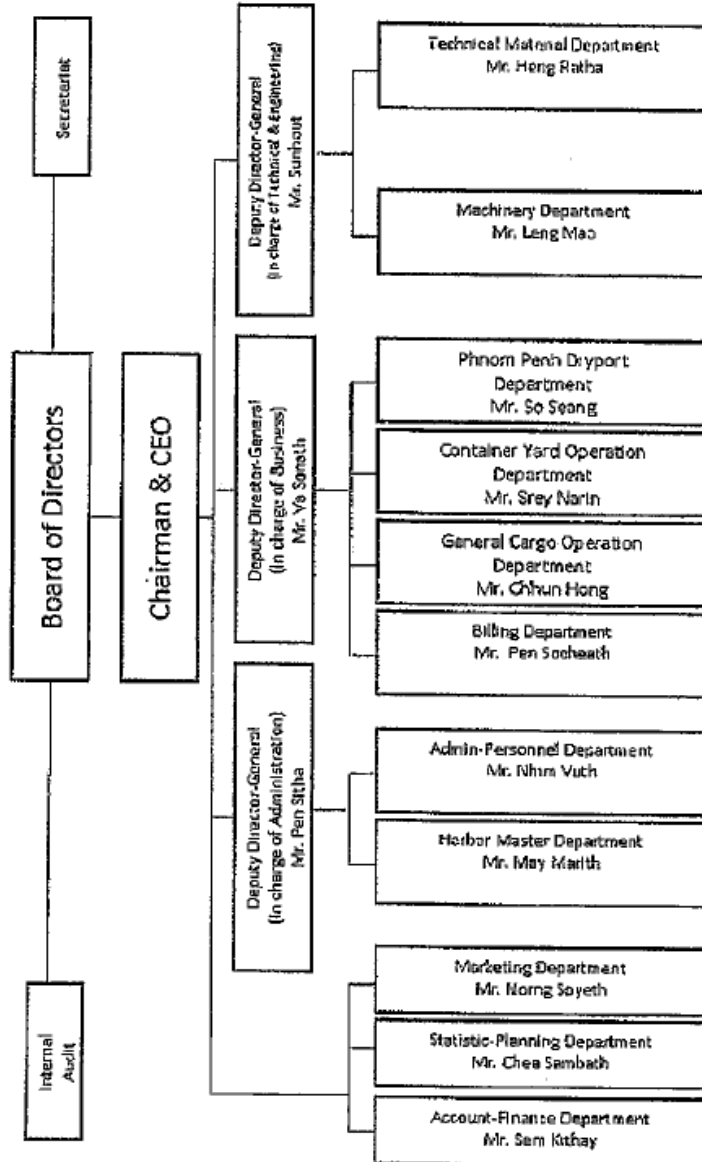 Secretariat
Board of Directors
Internal
Audit
Chairman & CEO
Deputy Director-General
(In charge of Technical & Engineering)
Mr. Sunhout
Deputy Director-General
(In charge of Business)
Mr. Va Sonath
Deputy Director-General
(In charge of Administration)
Mr. Pen Sitha
Technical Material Department
Mr. Heng Ratha
Machinery Department
Mr. Leng Mao
Phnom Penh Dryport
Department
Mr. So Seang
Container Yard Operation
Department
Mr. Srey Narin
General Cargo Operation
Department
Mr. Chhun Hong
Billing Department
Mr. Pen Socheath
Admin-Personnel Department
Mr. Nhim Vuth
Harbor Master Department
Mr. May Marith
Marketing Department
Mr. Norng Soyeth
Statistic-Planning Department
Mr. Chea Sambath
Account-Finance Department
Mr. Sem Kithay